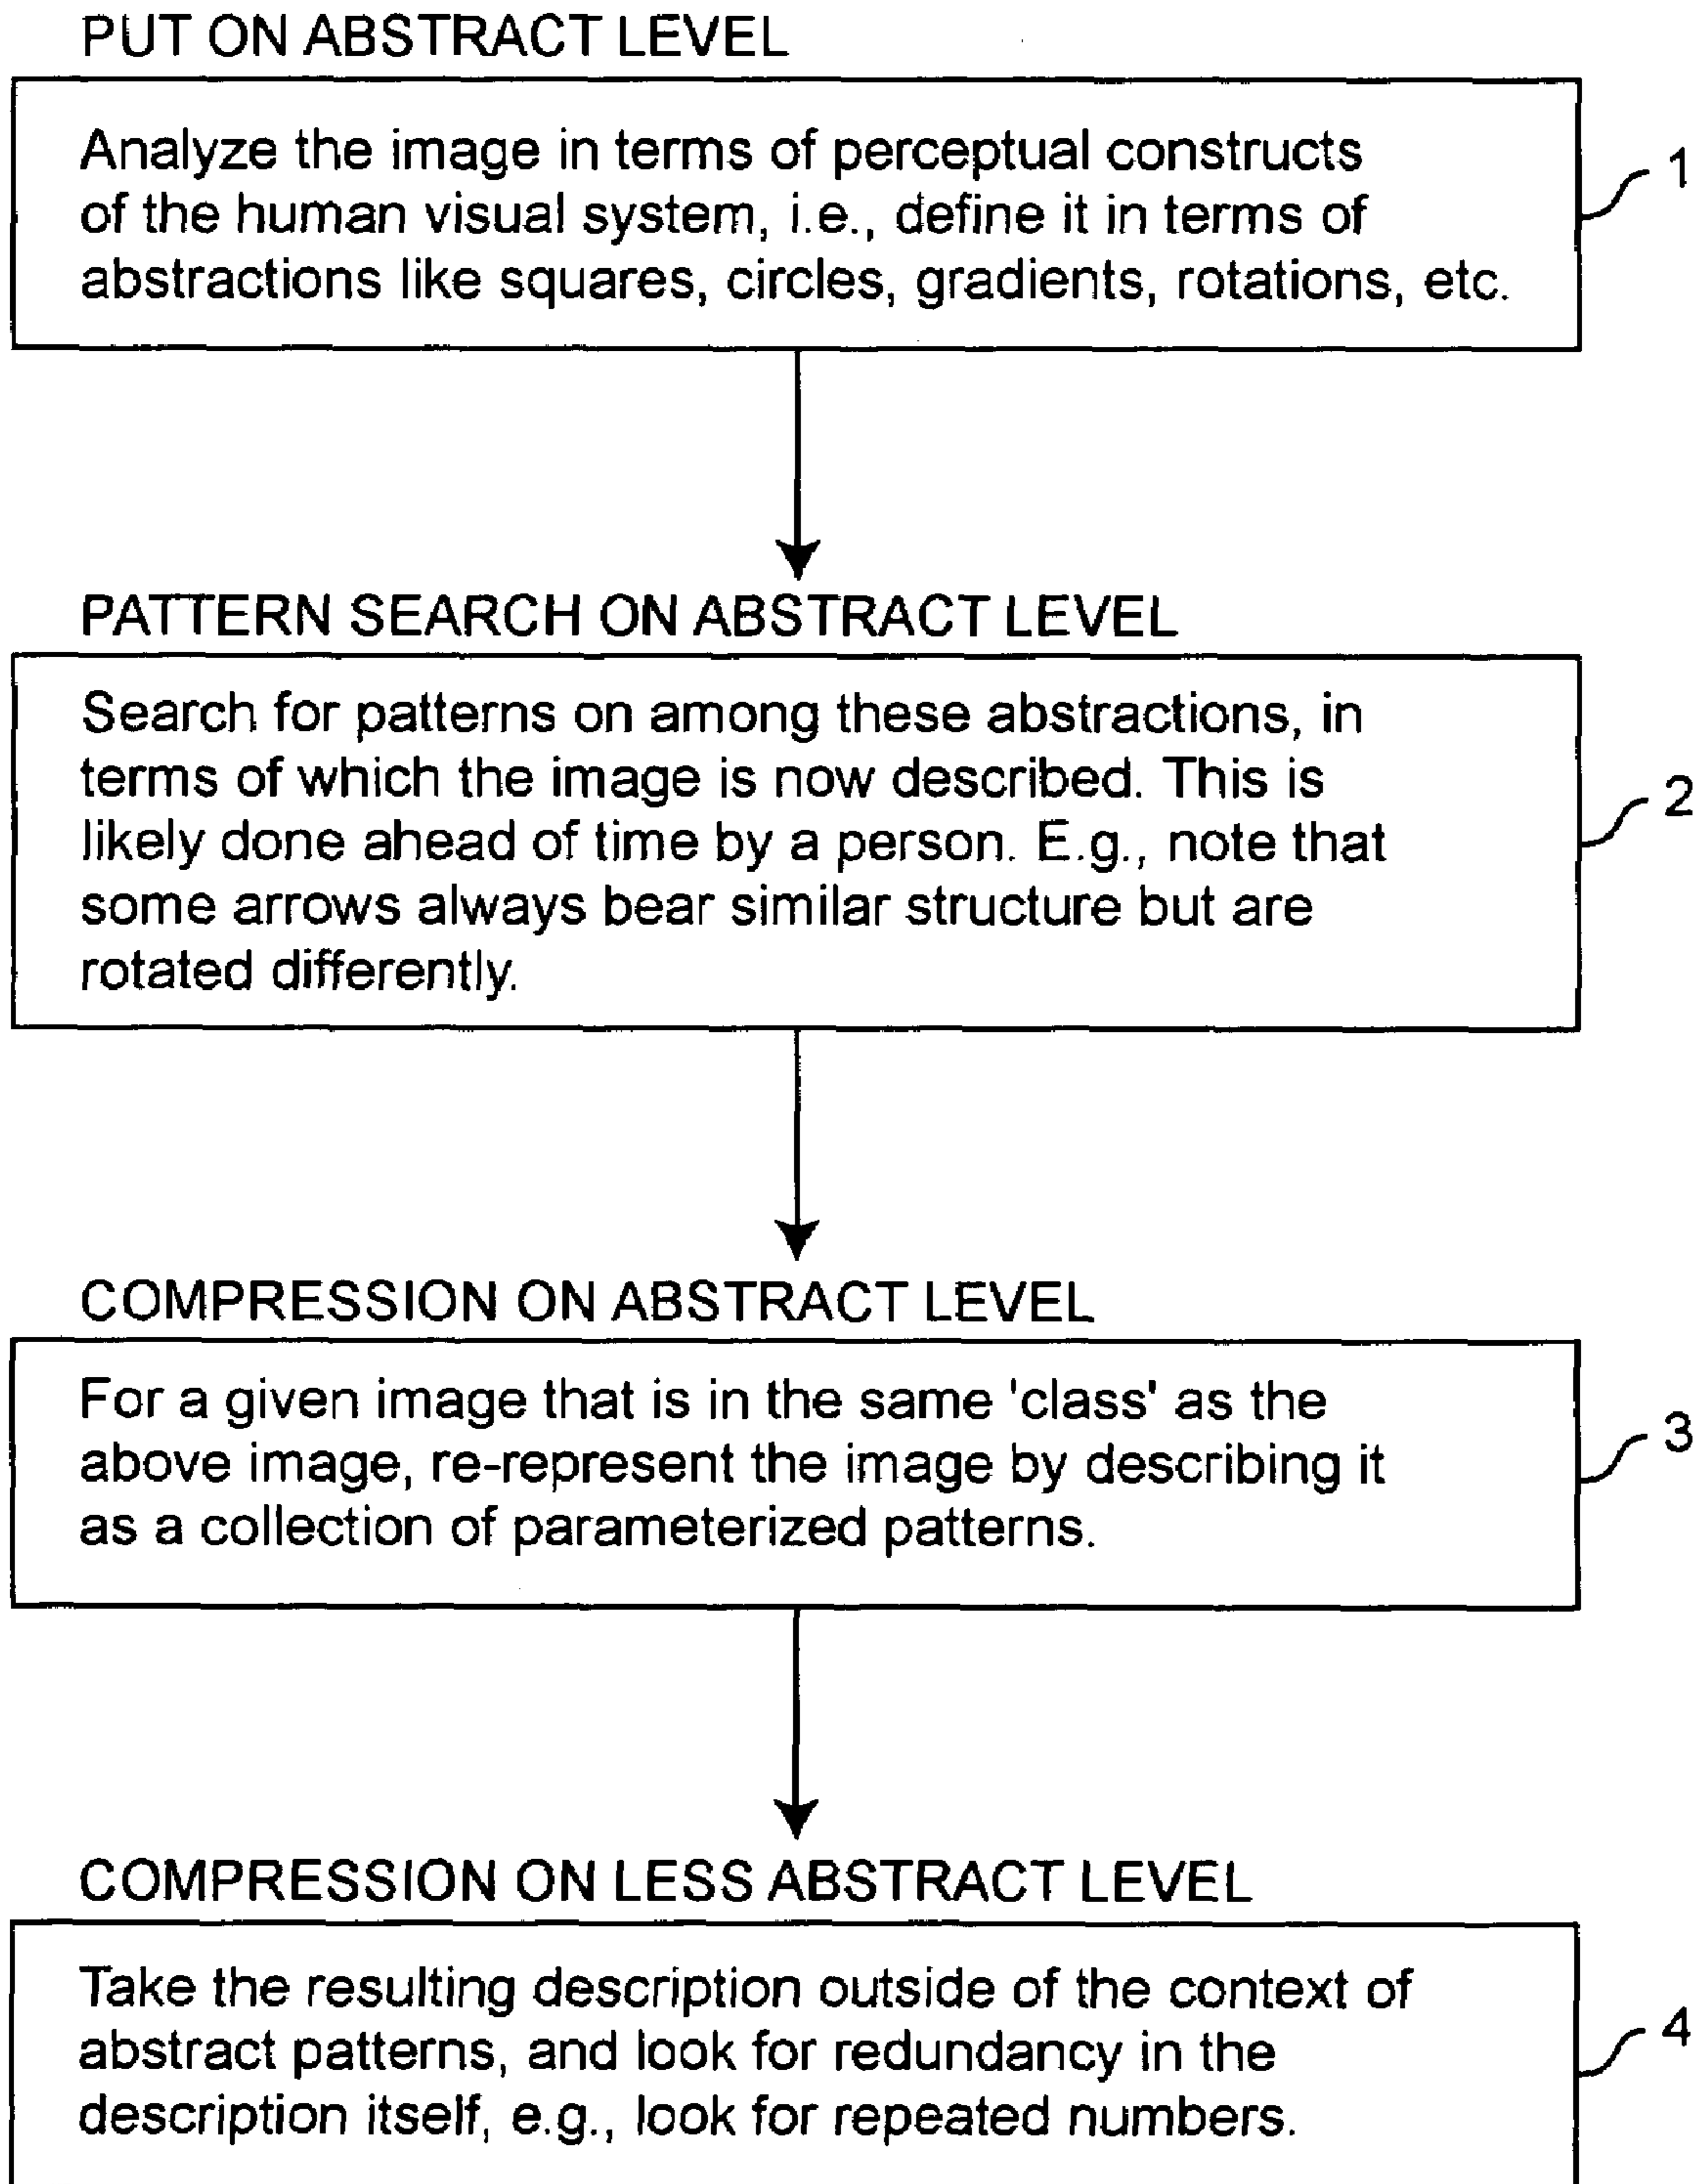 PUT ON ABSTRACT LEVEL
Analyze the image in terms of perceptual constructs
of the human visual system, i.e., define it in terms of
abstractions like squares, circles, gradients, rotations, etc.
1
PATTERN SEARCH ON ABSTRACT LEVEL
Search for patterns on among these abstractions, in
terms of which the image is now described. This is
likely done ahead of time by a person. E.g., note that
some arrows always bear similar structure but are
rotated differently.
2
COMPRESSION ON ABSTRACT LEVEL
For a given image that is in the same 'class' as the
above image, re-represent the image by describing it
as a collection of parameterized patterns.
3
COMPRESSION ON LESS ABSTRACT LEVEL
Take the resulting description outside of the context of
abstract patterns, and look for redundancy in the
description itself, e.g., look for repeated numbers.
4